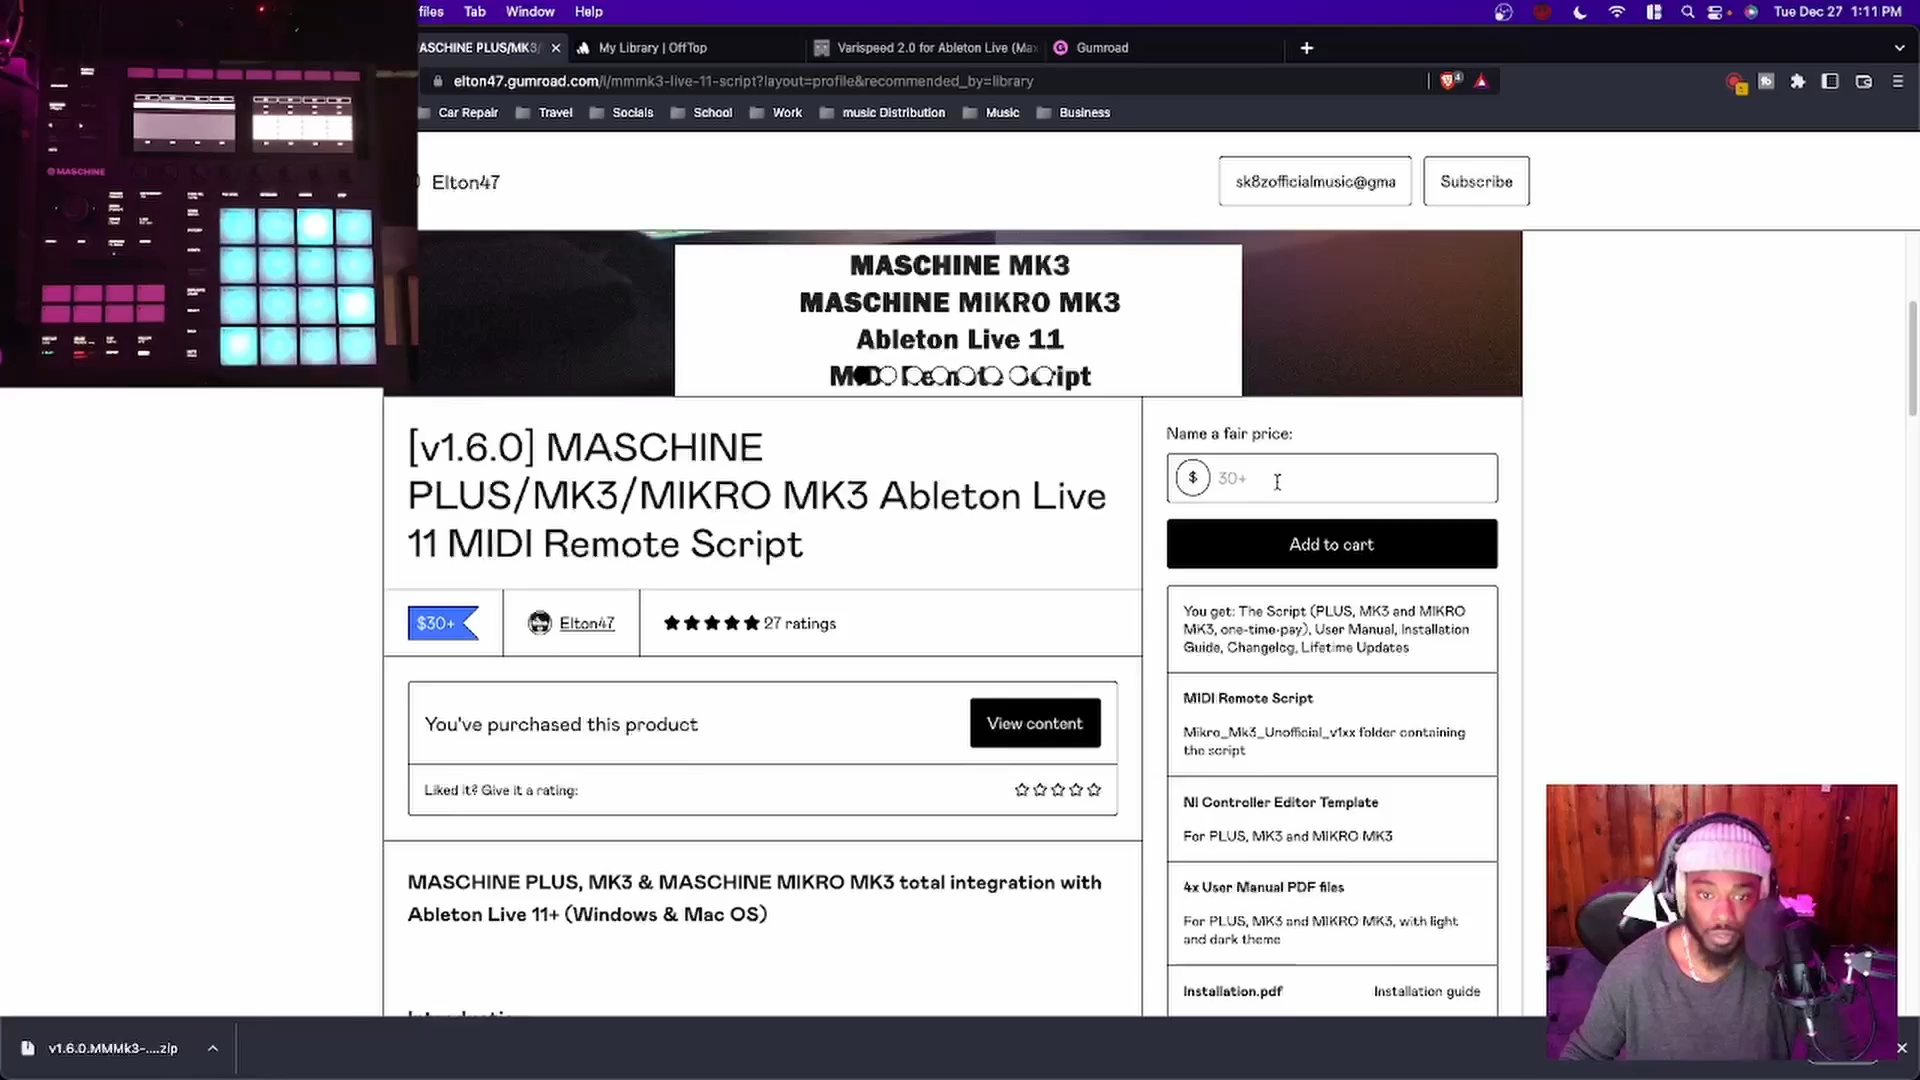 files Tab Window Help
Tue Dec 27 1:11 PM
ASCHINE PLUS/MK3/
My Library | OffTop
Varispeed 2.0 for Ableton Live (Max
Gumroad
elton47.gumroad.com/l/mmmk3-live-11-script?layout=profile&recommended_by=library
Car Repair Travel Socials School Work music Distribution Music Business
MASCHINE
Elton47
sk8zofficialmusic@gma
Subscribe
MASCHINE MK3
MASCHINE MIKRO MK3
Ableton Live 11
MIDI Remote Script
[v1.6.0] MASCHINE
PLUS/MK3/MIKRO MK3 Ableton Live
11 MIDI Remote Script
$30+
Elton47
27 ratings
You've purchased this product
View content
Liked it? Give it a rating:
MASCHINE PLUS, MK3 & MASCHINE MIKRO MK3 total integration with
Ableton Live 11+ (Windows & Mac OS)
Name a fair price:
$ 30+
Add to cart
You get: The Script (PLUS, MK3 and MIKRO
MK3, one-time-pay), User Manual, Installation
Guide, Changelog, Lifetime Updates
MIDI Remote Script
Mikro_Mk3_Unofficial_v1xx folder containing
the script
NI Controller Editor Template
For PLUS, MK3 and MIKRO MK3
4x User Manual PDF files
For PLUS, MK3 and MIKRO MK3, with light
and dark theme
Installation.pdf
Installation guide
v1.6.0.MMMk3-....zip